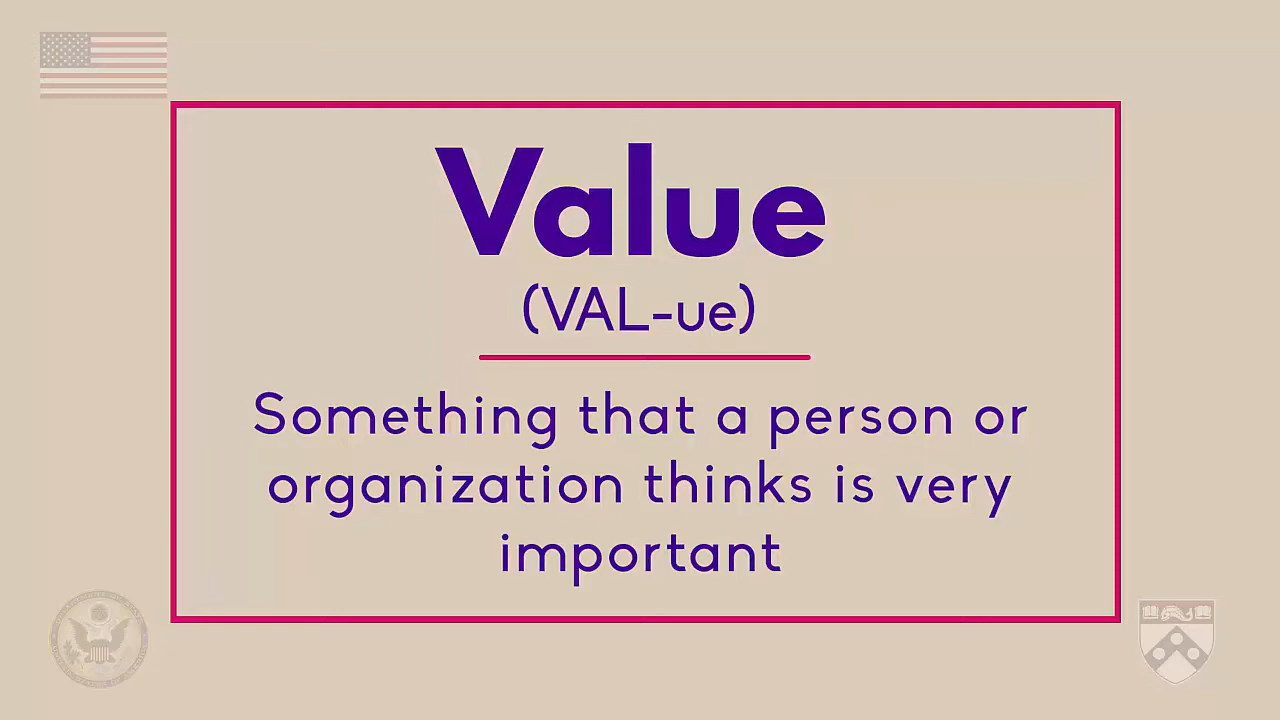 Value
(VAL-ue)
Something that a person or
organization thinks is very
important